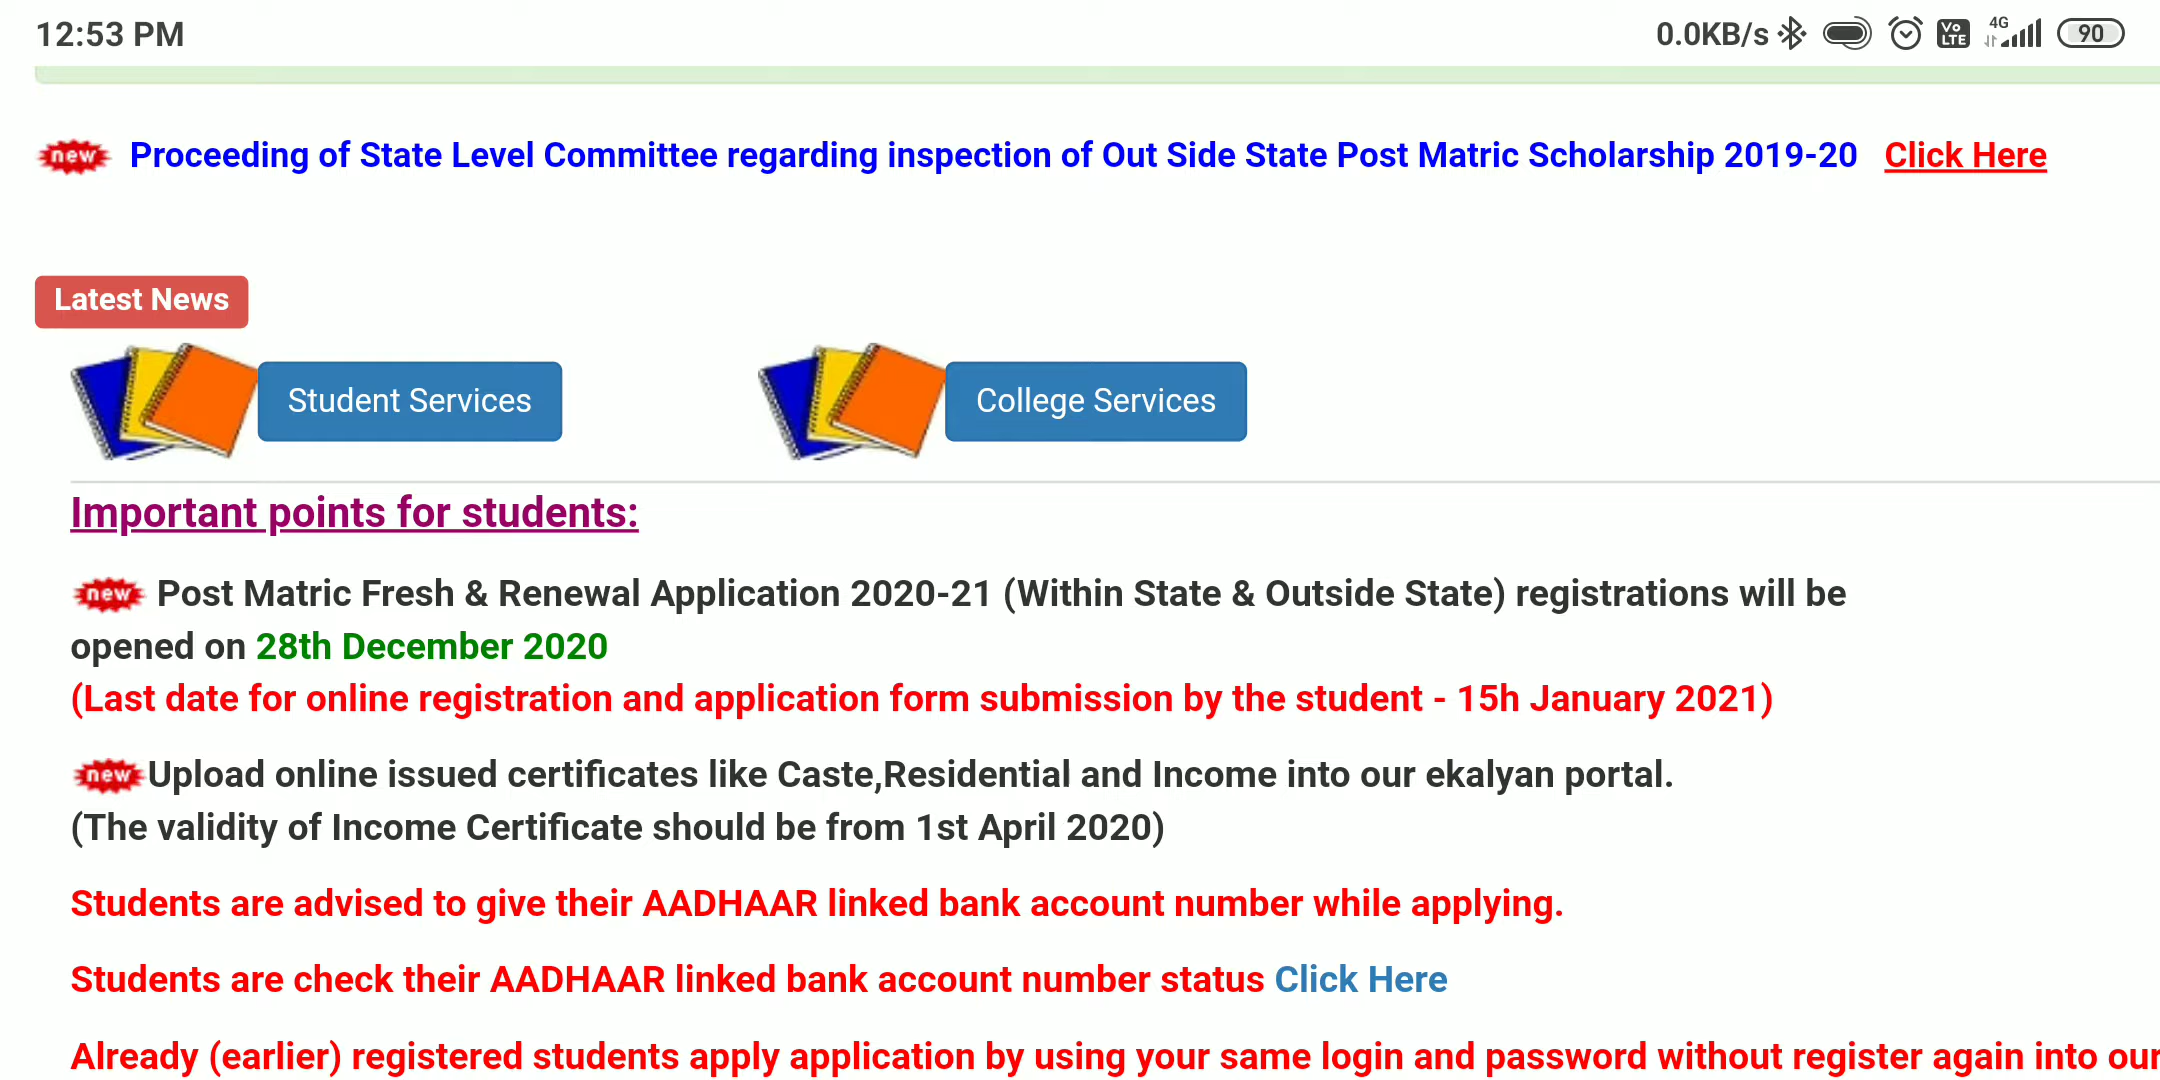 12:53 PM 0.0KB/s Vo LTE 4G 90
new Proceeding of State Level Committee regarding inspection of Out Side State Post Matric Scholarship 2019-20 Click Here
Latest News
Student Services College Services
Important points for students:
new Post Matric Fresh & Renewal Application 2020-21 (Within State & Outside State) registrations will be
opened on 28th December 2020
(Last date for online registration and application form submission by the student - 15h January 2021)
new Upload online issued certificates like Caste,Residential and Income into our ekalyan portal.
(The validity of Income Certificate should be from 1st April 2020)
Students are advised to give their AADHAAR linked bank account number while applying.
Students are check their AADHAAR linked bank account number status Click Here
Already (earlier) registered students apply application by using your same login and password without register again into our